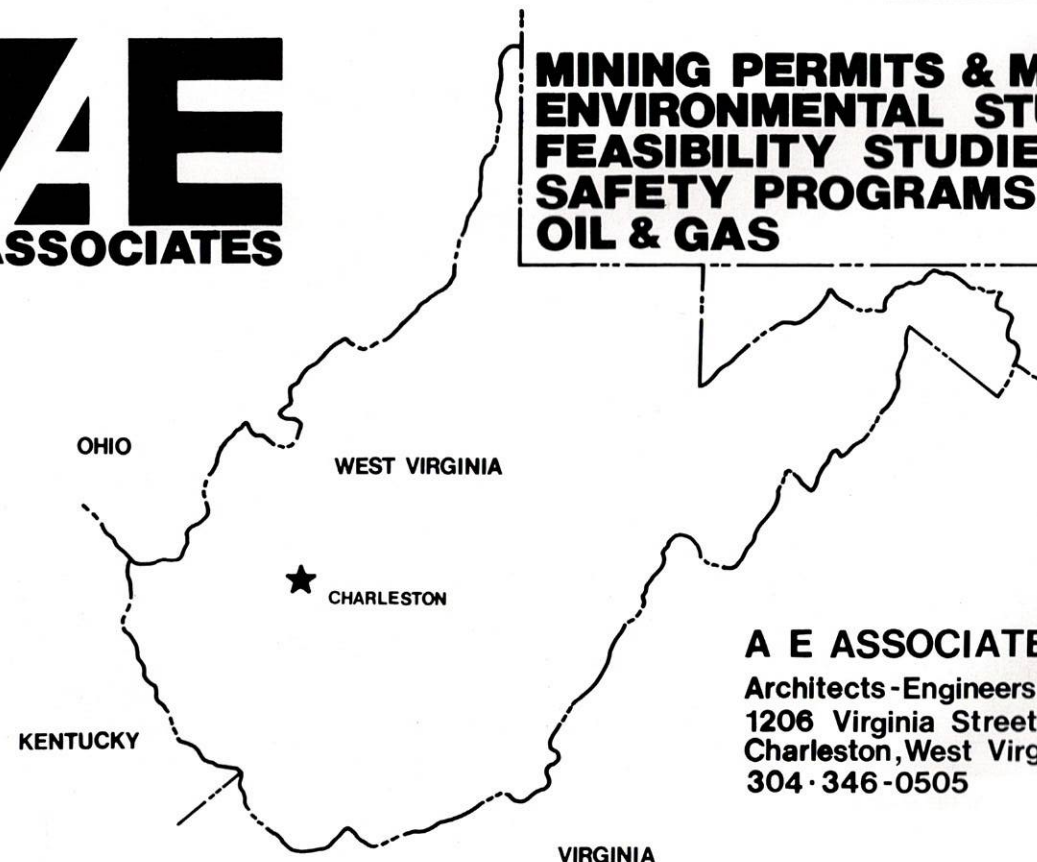 AE
ASSOCIATES
MINING PERMITS & M
ENVIRONMENTAL STU
FEASIBILITY STUDIE
SAFETY PROGRAMS
OIL & GAS
OHIO
WEST VIRGINIA
CHARLESTON
KENTUCKY
VIRGINIA
A E ASSOCIATE
Architects-Engineers
1206 Virginia Street
Charleston, West Virg
304·346-0505